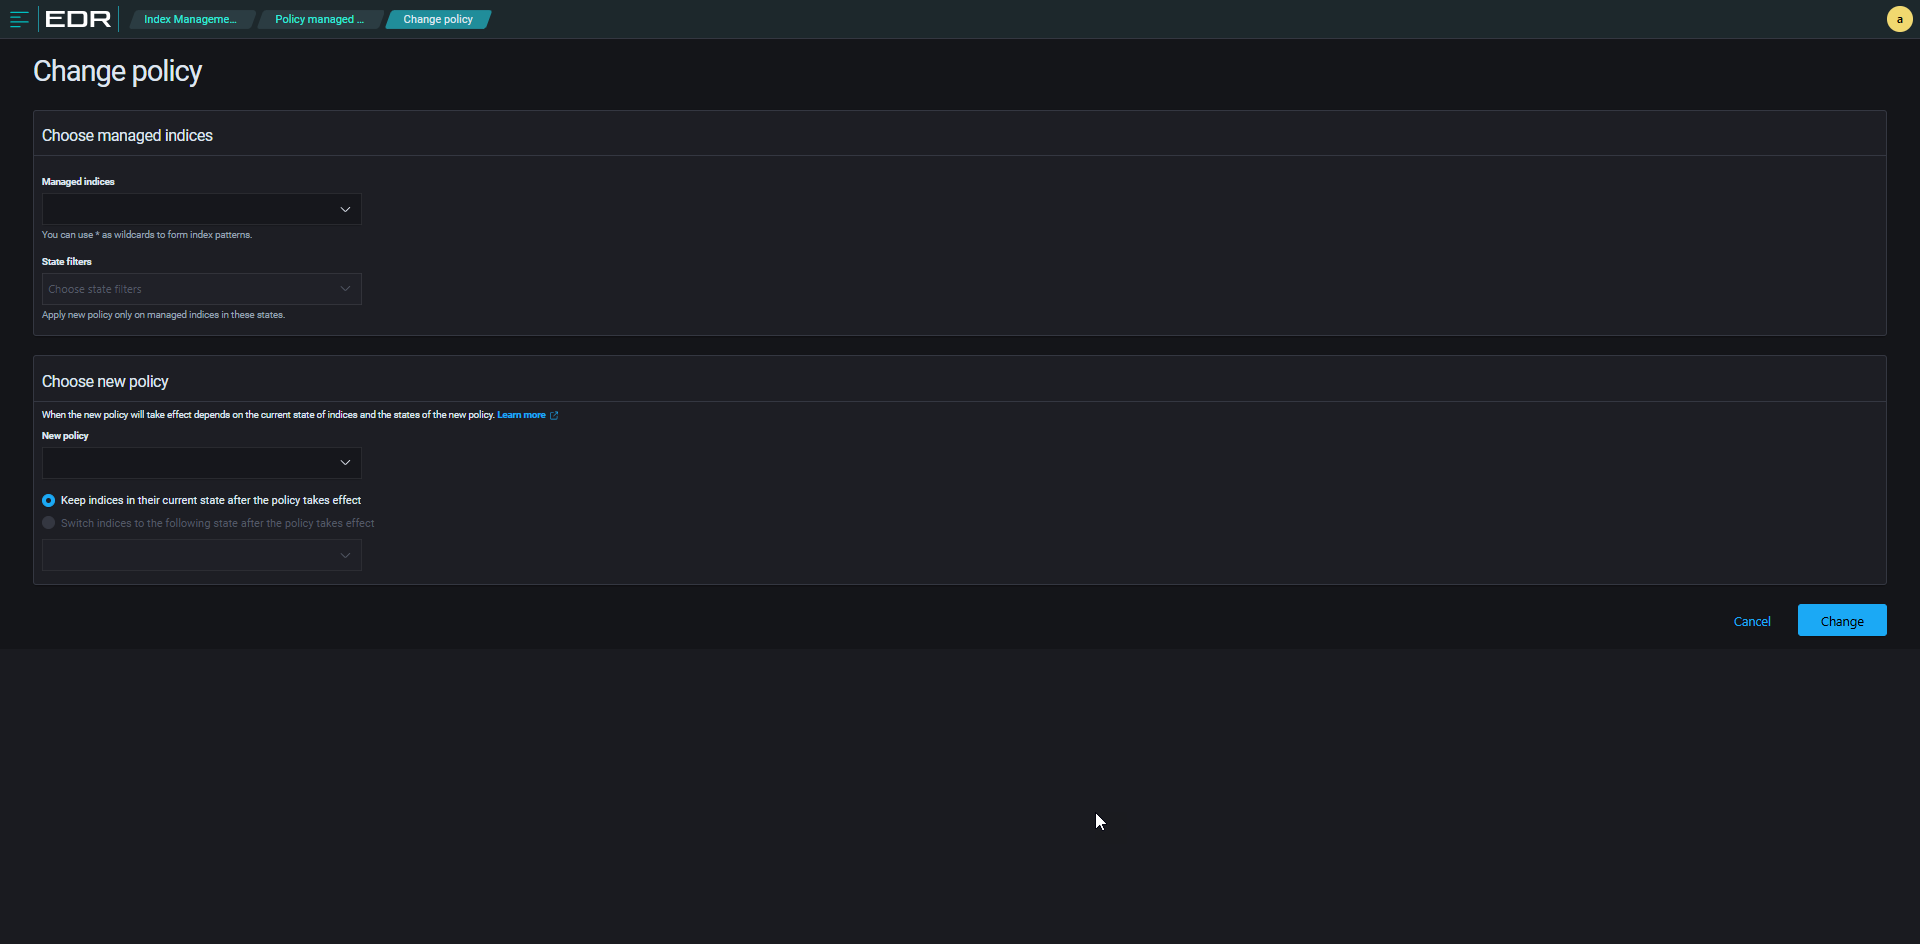 EDR
Index Manageme...
Policy managed ...
Change policy
a
Change policy
Choose managed indices
Managed indices
You can use * as wildcards to form index patterns.
State filters
Choose state filters
Apply new policy only on managed indices in these states.
Choose new policy
When the new policy will take effect depends on the current state of indices and the states of the new policy. Learn more
New policy
Keep indices in their current state after the policy takes effect
Switch indices to the following state after the policy takes effect
Cancel
Change